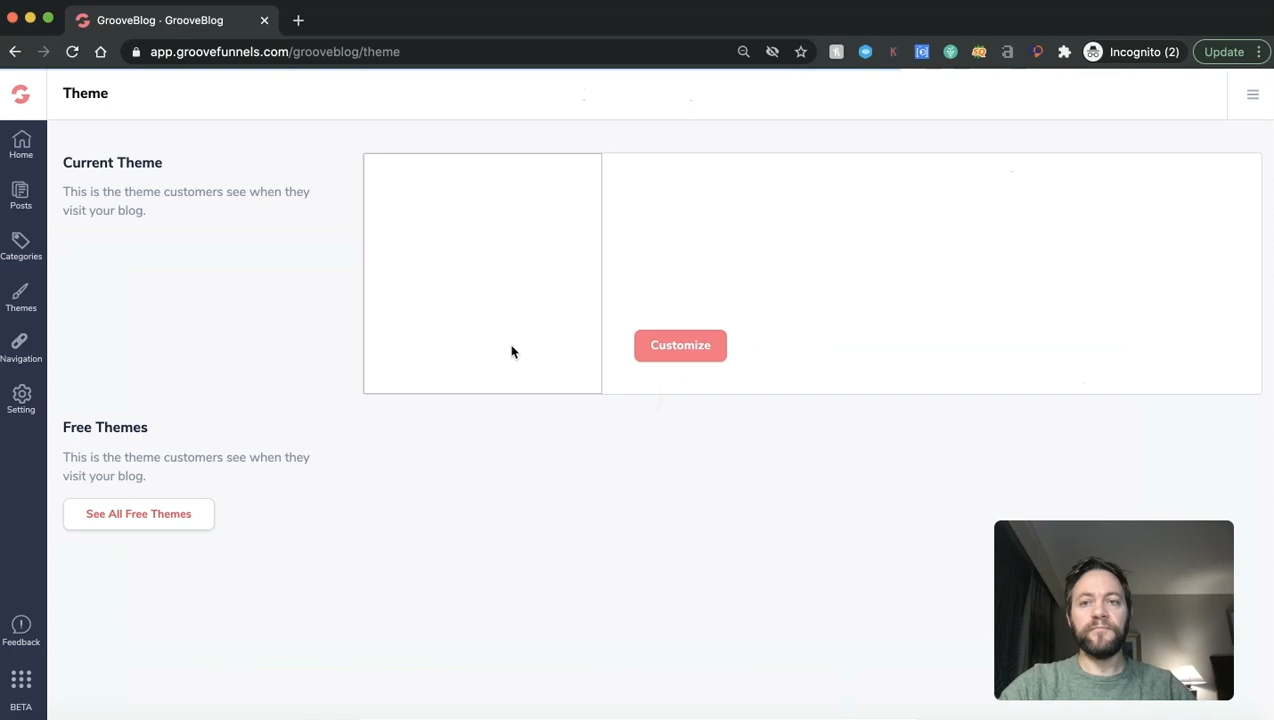 GrooveBlog · GrooveBlog
app.groovefunnels.com/grooveblog/theme
Incognito (2)
Update
Theme
Home
Posts
Categories
Themes
Navigation
Setting
Feedback
BETA
Current Theme
This is the theme customers see when they
visit your blog.
Customize
Free Themes
This is the theme customers see when they
visit your blog.
See All Free Themes